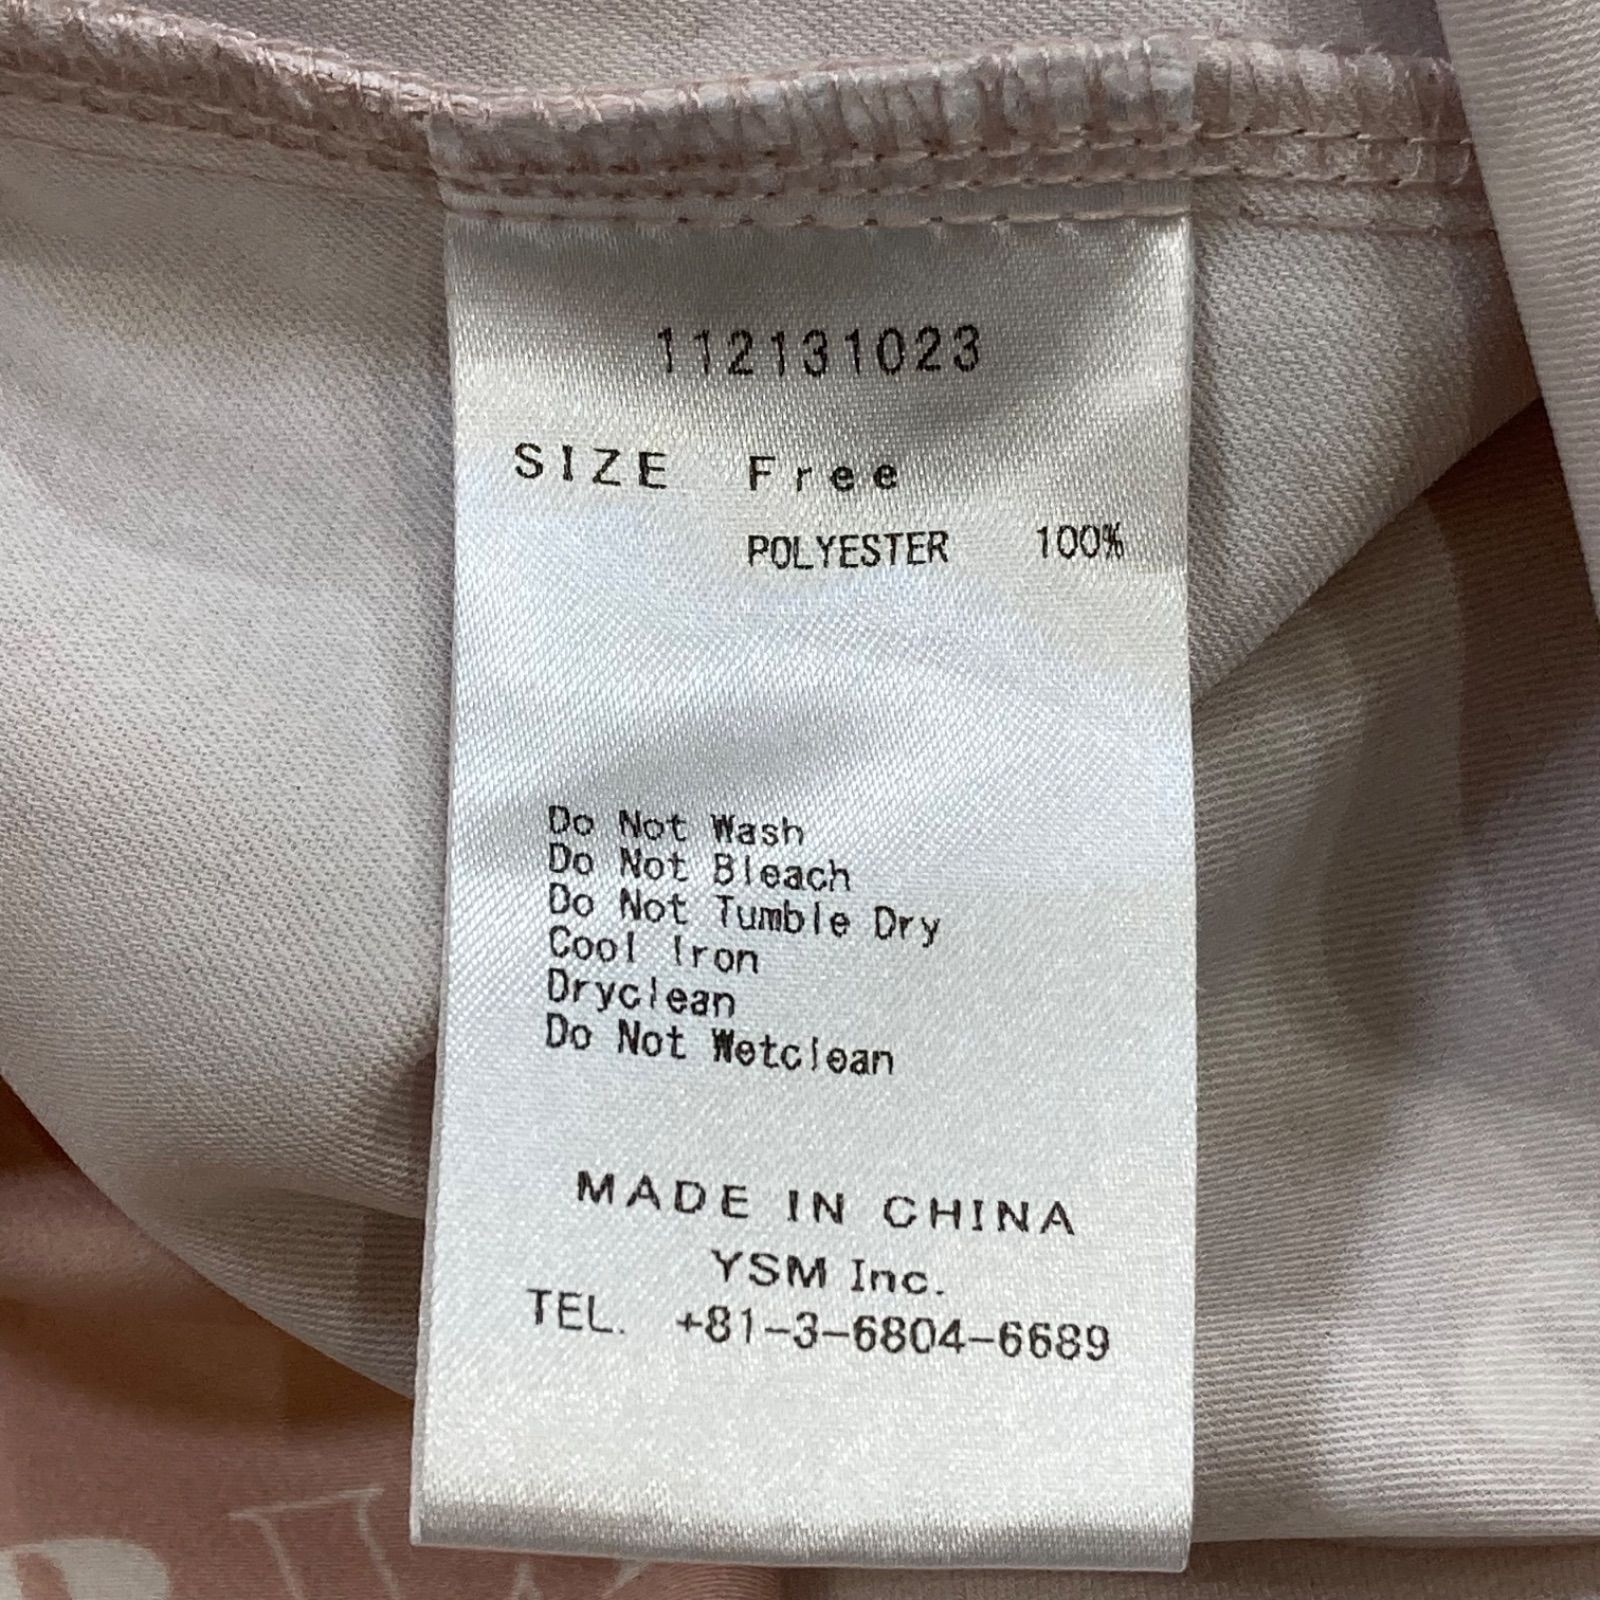 112131023
SIZE Free
POLYESTER 100%
Do Not Wash
Do Not Bleach
Do Not Tumble Dry
Cool Iron
Dryclean
Do Not Wetclean
MADE IN CHINA
YSM Inc.
TEL. +81-3-6804-6689